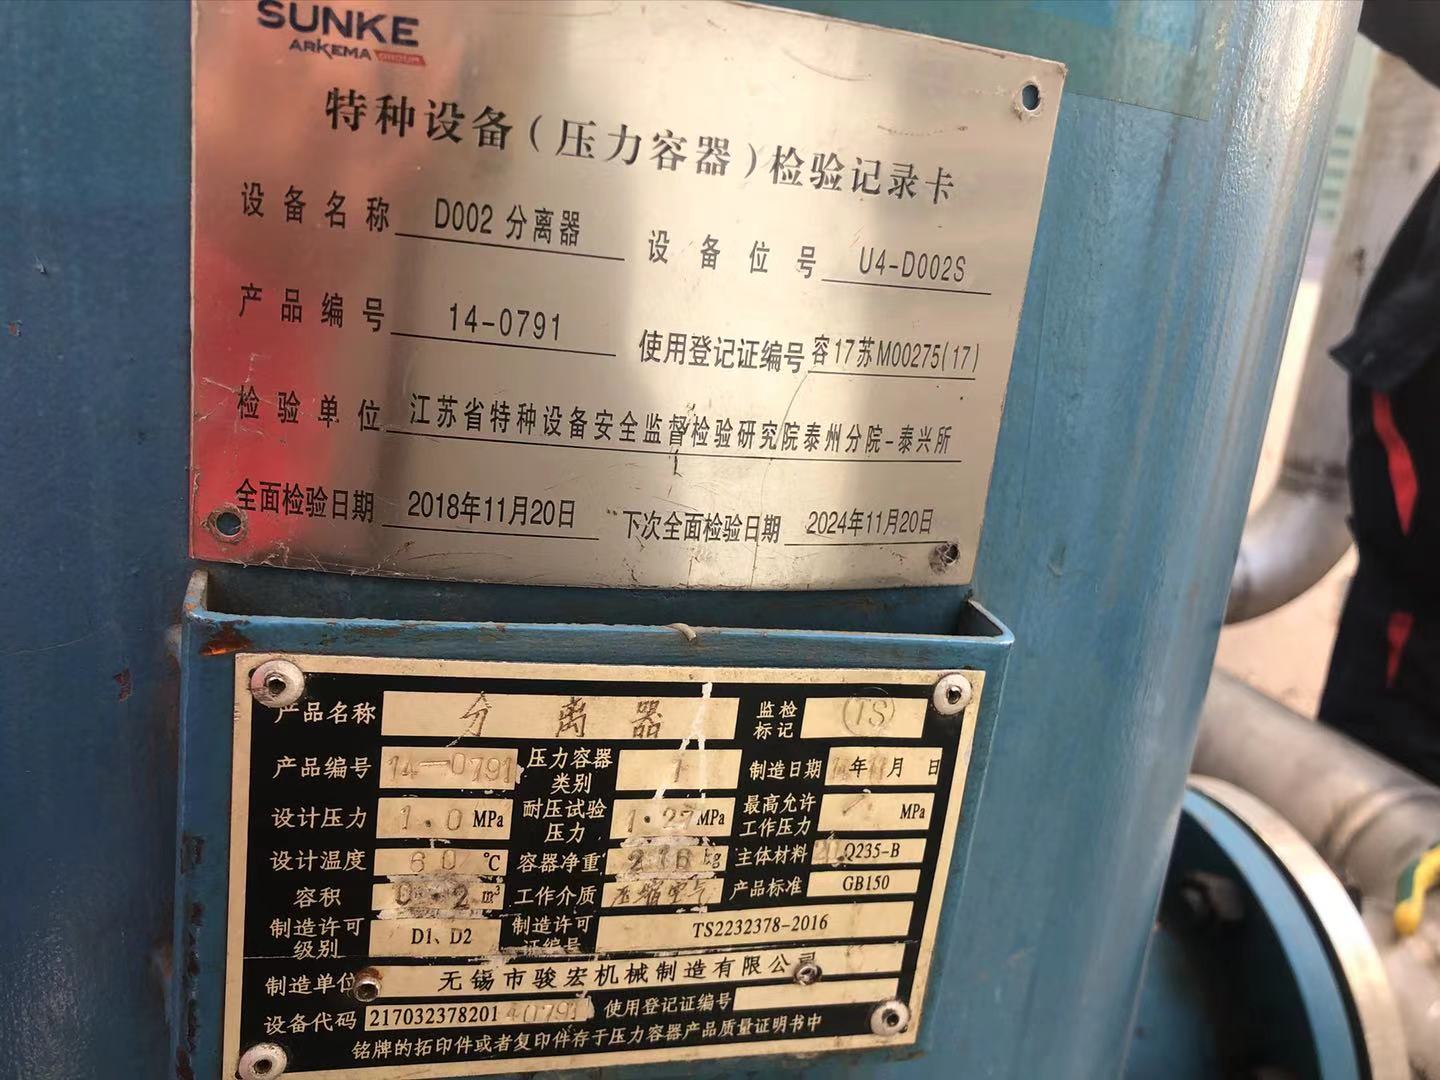 SUNKE
ARKEMA GROUP
特种设备(压力容器)检验记录卡
设备名称 D002 分离器 设备位号 U4-D002S
产品编号 14-0791 使用登记证编号 容17苏M00275(17)
检验单位 江苏省特种设备安全监督检验研究院泰州分院-泰兴所
全面检验日期 2018年11月20日 下次全面检验日期 2024年11月20日
产品名称 分离器 监检标记 TS
产品编号 14-0791 压力容器类别 1 制造日期 年 月 日
设计压力 1.0 MPa 耐压试验压力 1.27 MPa 最高允许工作压力 / MPa
设计温度 60 ℃ 容器净重 216 kg 主体材料 Q235-B
容积 0.2 m³ 工作介质 压缩空气 产品标准 GB150
制造许可级别 D1、D2 制造许可证编号 TS2232378-2016
制造单位 无锡市骏宏机械制造有限公司
设备代码 21703237820140791 使用登记证编号
铭牌的拓印件或者复印件存于压力容器产品质量证明书中